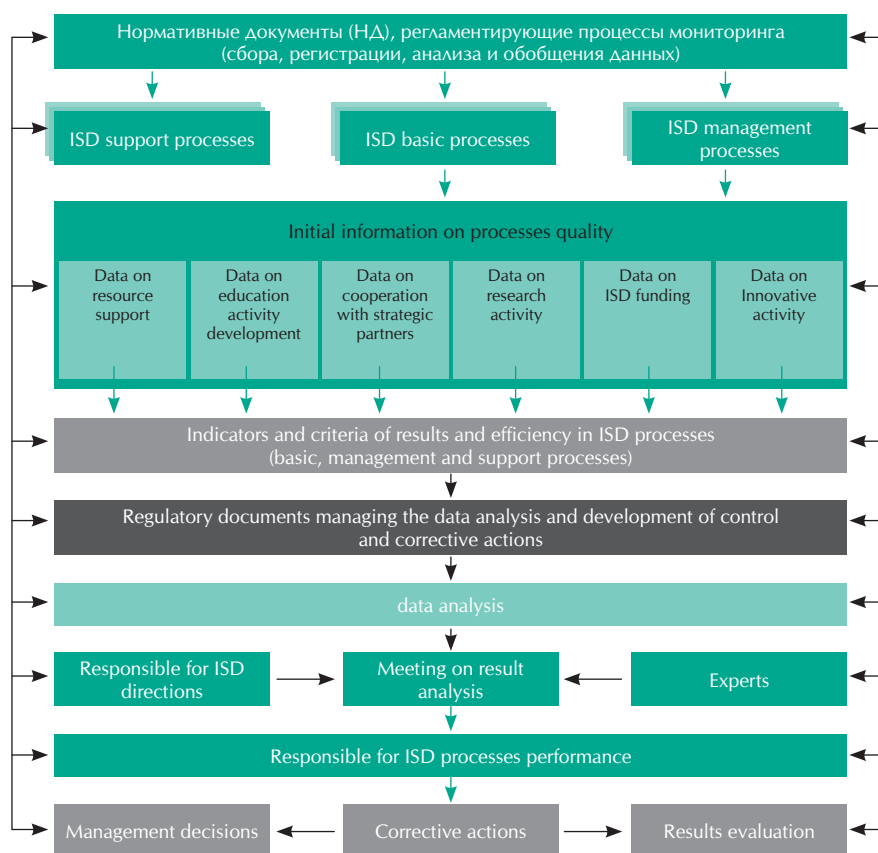 Нормативные документы (НД), регламентирующие процессы мониторинга
(сбора, регистрации, анализа и обобщения данных)
ISD support processes
ISD basic processes
ISD management
processes
Initial information on processes quality
Data on
resource
support
Data on
education
activity
development
Data on
cooperation
with strategic
partners
Data on
research
activity
Data on
ISD funding
Data on
Innovative
activity
Indicators and criteria of results and efficiency in ISD processes
(basic, management and support processes)
Regulatory documents managing the data analysis and development of control
and corrective actions
data analysis
Responsible for ISD
directions
Meeting on result
analysis
Experts
Responsible for ISD processes performance
Management decisions
Corrective actions
Results evaluation